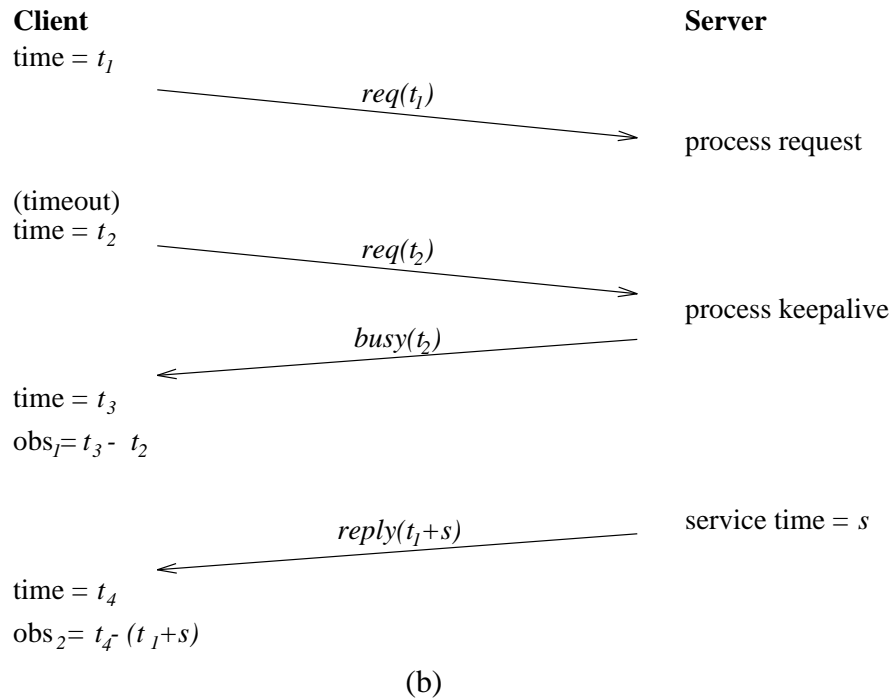 Client Server
time = t1
req(t1)
process request
(timeout)
time = t2
req(t2)
process keepalive
busy(t2)
time = t3
obs1= t3 - t2
service time = s
reply(t1+s)
time = t4
obs2= t4- (t1+s)
(b)